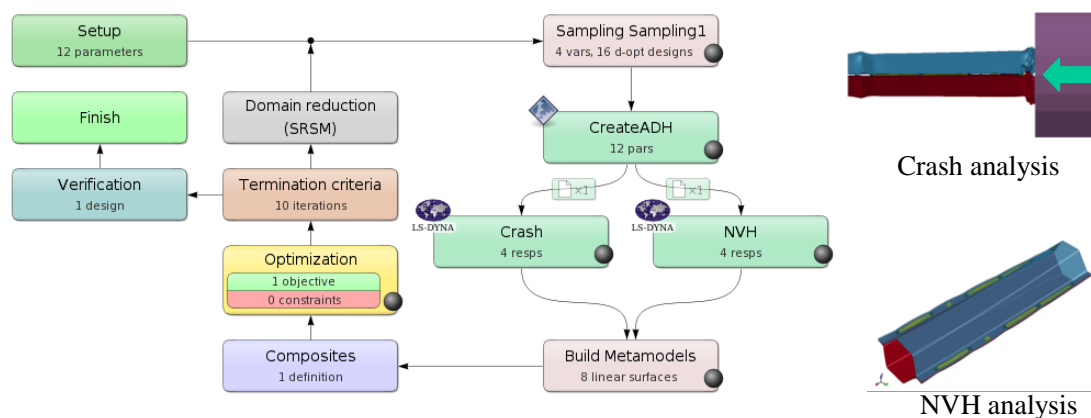 Setup
12 parameters
Sampling Sampling1
4 vars, 16 d-opt designs
Finish
Domain reduction
(SRSM)
CreateADH
12 pars
Crash analysis
Verification
1 design
Termination criteria
10 iterations
×1
×1
LS-DYNA
Crash
4 resps
LS-DYNA
NVH
4 resps
Optimization
1 objective
0 constraints
Composites
1 definition
Build Metamodels
8 linear surfaces
NVH analysis